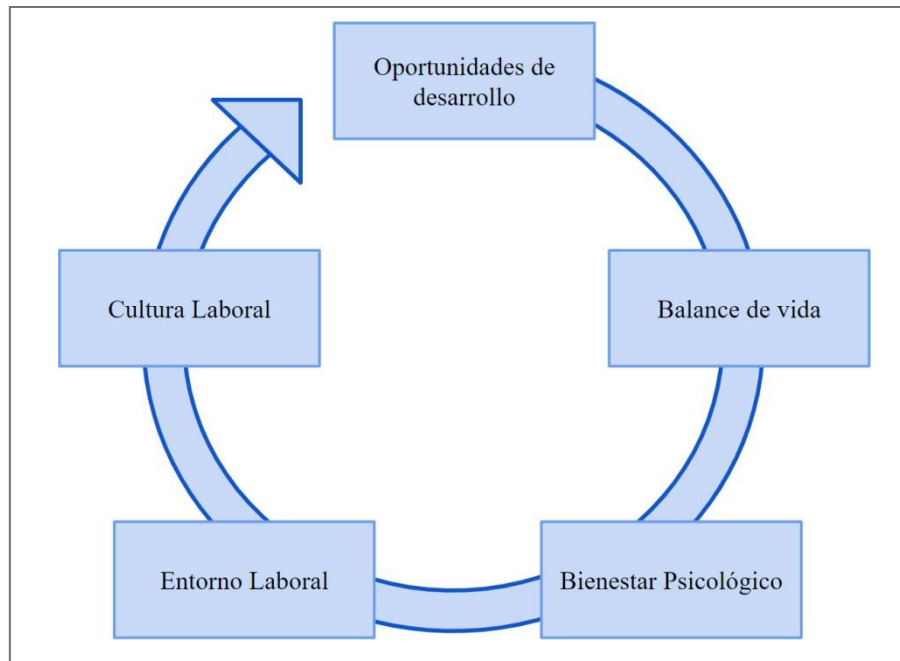 Oportunidades de
desarrollo
Balance de vida
Bienestar Psicológico
Entorno Laboral
Cultura Laboral